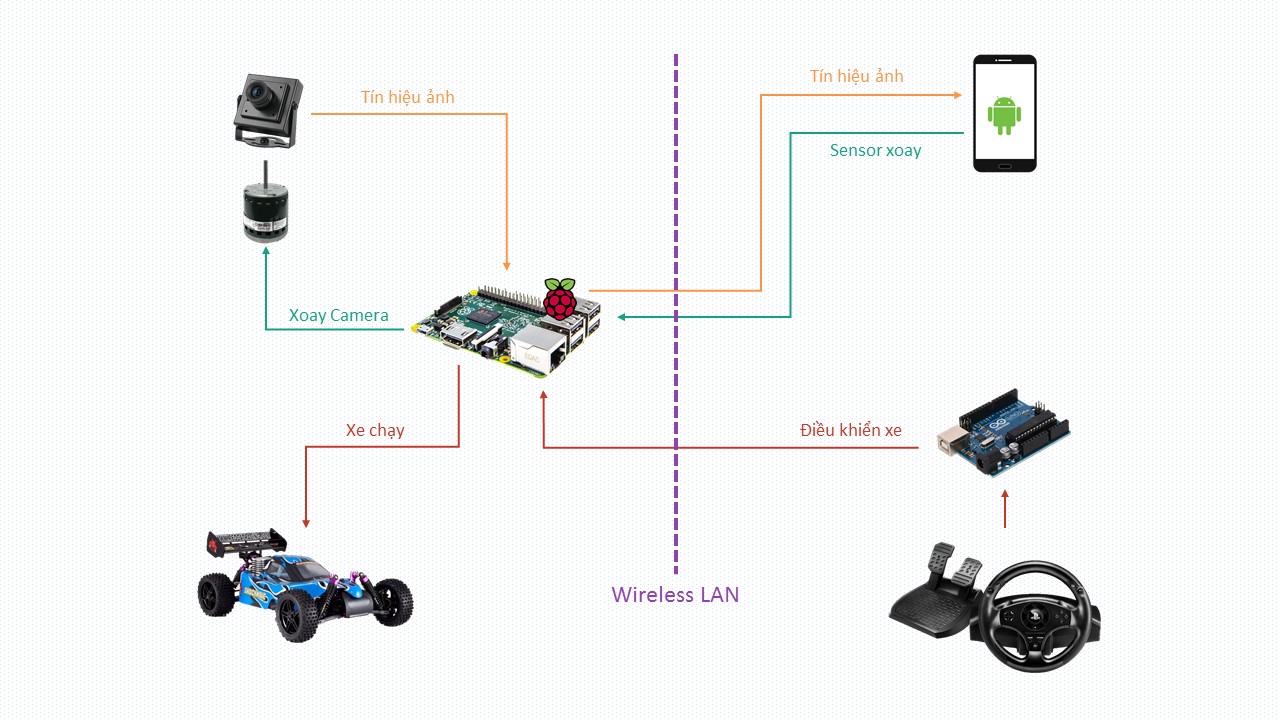 Tín hiệu ảnh
Tín hiệu ảnh
Sensor xoay
Xoay Camera
Xe chạy
Điều khiển xe
Wireless LAN